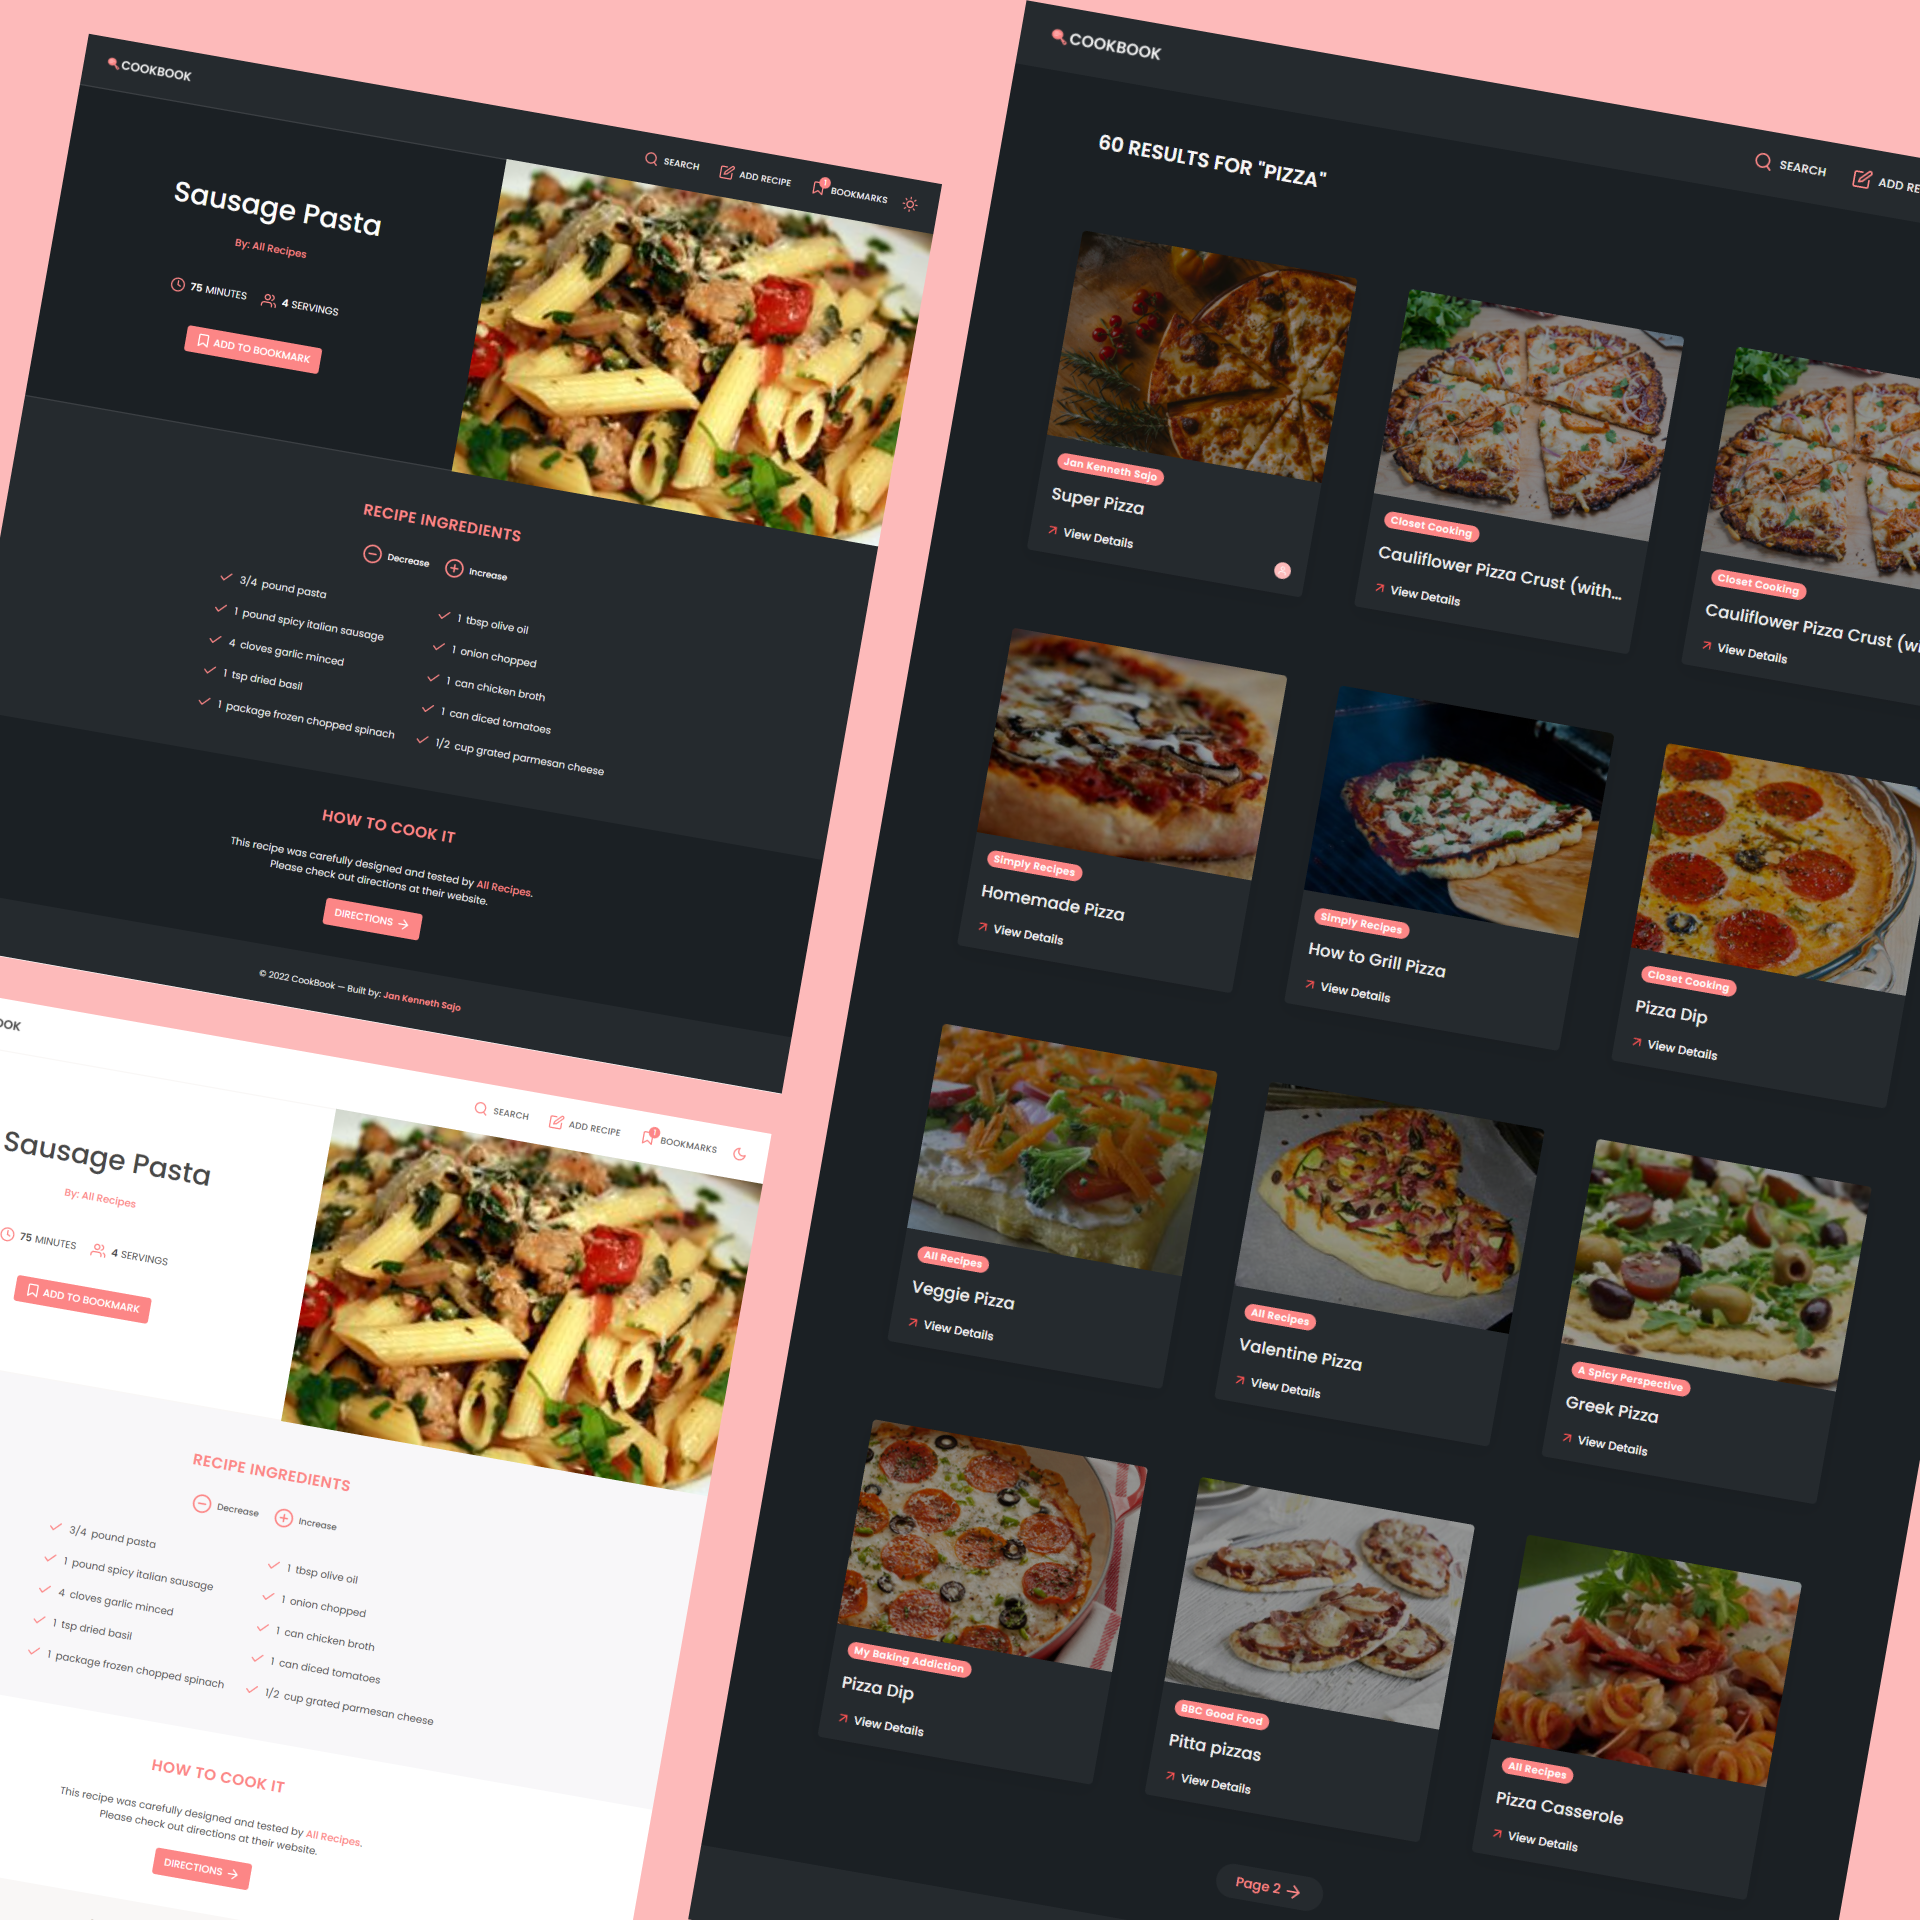 COOKBOOK
SEARCH
ADD RECIPE
1
BOOKMARKS
Sausage Pasta
By: All Recipes
75 MINUTES
4 SERVINGS
ADD TO BOOKMARK
RECIPE INGREDIENTS
Decrease
Increase
3/4 pound pasta
1 pound spicy italian sausage
4 cloves garlic minced
1 tsp dried basil
1 package frozen chopped spinach
1 tbsp olive oil
1 onion chopped
1 can chicken broth
1 can diced tomatoes
1/2 cup grated parmesan cheese
HOW TO COOK IT
This recipe was carefully designed and tested by All Recipes.
Please check out directions at their website.
DIRECTIONS
© 2022 CookBook — Built by: Jan Kenneth Sajo
OOK
SEARCH
ADD RECIPE
1
BOOKMARKS
Sausage Pasta
By: All Recipes
75 MINUTES
4 SERVINGS
ADD TO BOOKMARK
RECIPE INGREDIENTS
Decrease
Increase
3/4 pound pasta
1 pound spicy italian sausage
4 cloves garlic minced
1 tsp dried basil
1 package frozen chopped spinach
1 tbsp olive oil
1 onion chopped
1 can chicken broth
1 can diced tomatoes
1/2 cup grated parmesan cheese
HOW TO COOK IT
This recipe was carefully designed and tested by All Recipes.
Please check out directions at their website.
DIRECTIONS
COOKBOOK
SEARCH
ADD RE
60 RESULTS FOR "PIZZA"
Jan Kenneth Sajo
Super Pizza
View Details
Closet Cooking
Cauliflower Pizza Crust (with...
View Details
Closet Cooking
Cauliflower Pizza Crust (wi
View Details
Simply Recipes
Homemade Pizza
View Details
Simply Recipes
How to Grill Pizza
View Details
Closet Cooking
Pizza Dip
View Details
All Recipes
Veggie Pizza
View Details
All Recipes
Valentine Pizza
View Details
A Spicy Perspective
Greek Pizza
View Details
My Baking Addiction
Pizza Dip
View Details
BBC Good Food
Pitta pizzas
View Details
All Recipes
Pizza Casserole
View Details
Page 2